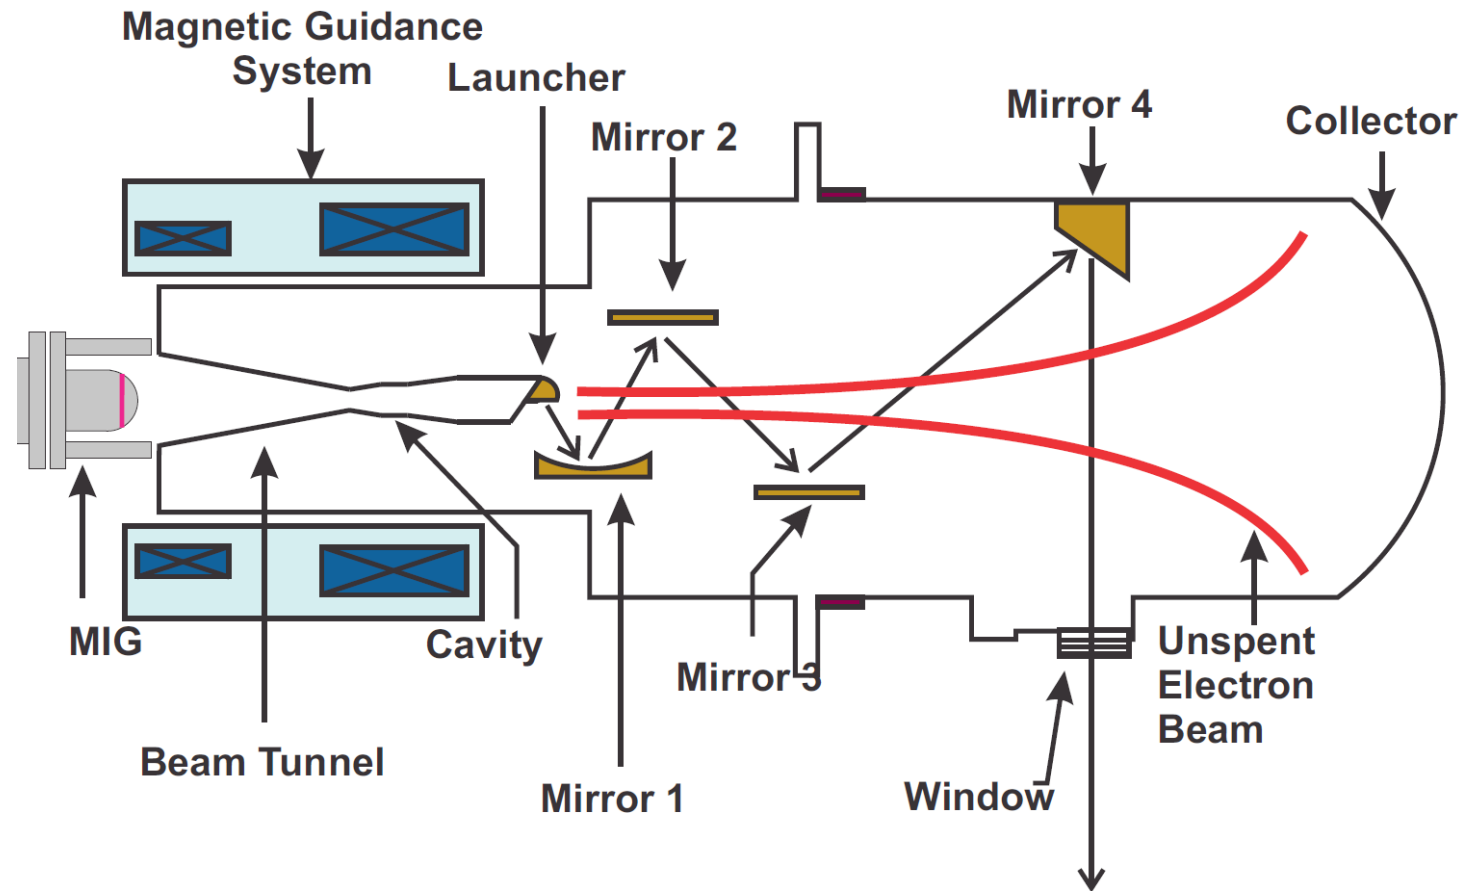 Magnetic Guidance
System
Launcher
Mirror 2
Mirror 4
Collector
MIG
Cavity
Mirror 3
Unspent
Electron
Beam
Beam Tunnel
Mirror 1
Window